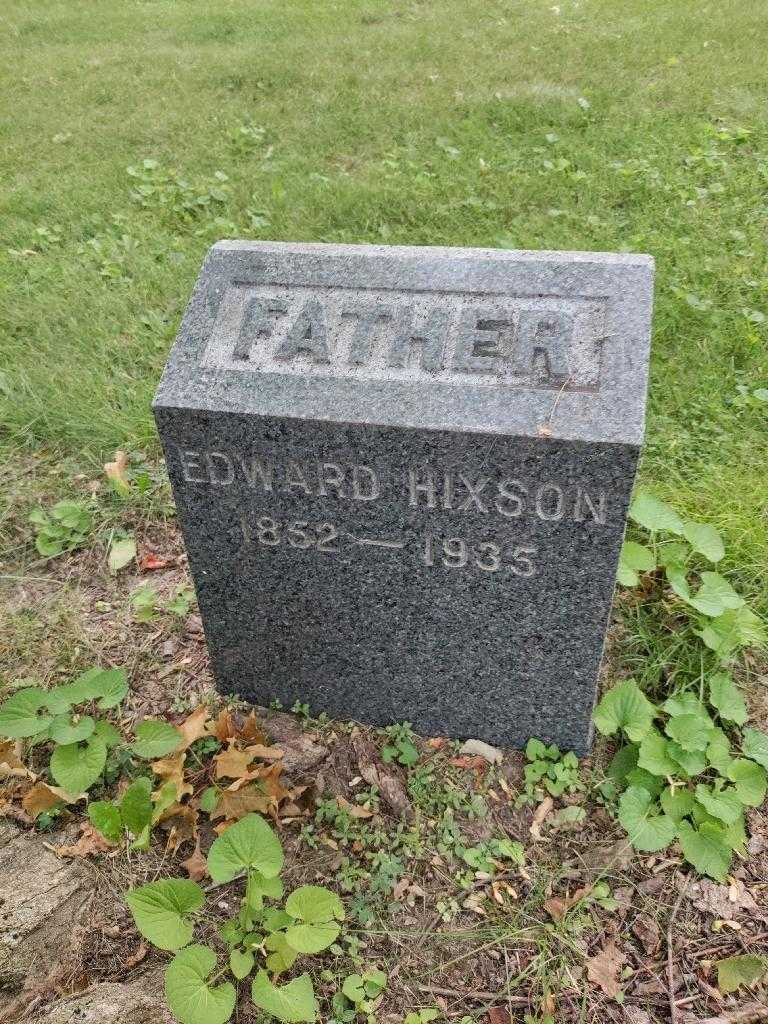 FATHER
EDWARD HIXSON
1852 — 1935